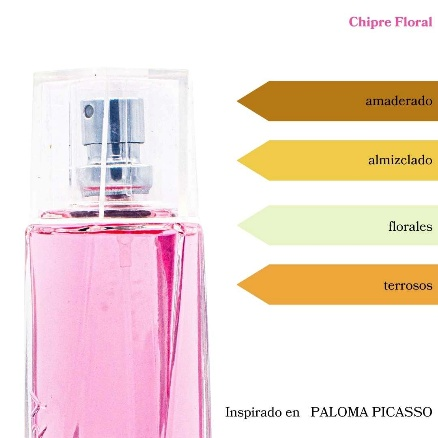 Chipre Floral
amaderado
almizclado
florales
terrosos
Inspirado en PALOMA PICASSO